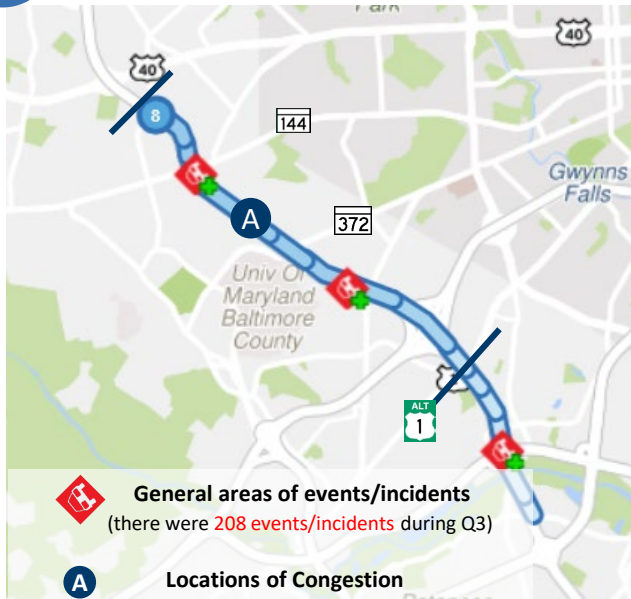 Park
40
40
8
144
Gwynns
Falls
A
372
Univ Of
Maryland
Baltimore
County
ALT
1
General areas of events/incidents
(there were 208 events/incidents during Q3)
A
Locations of Congestion